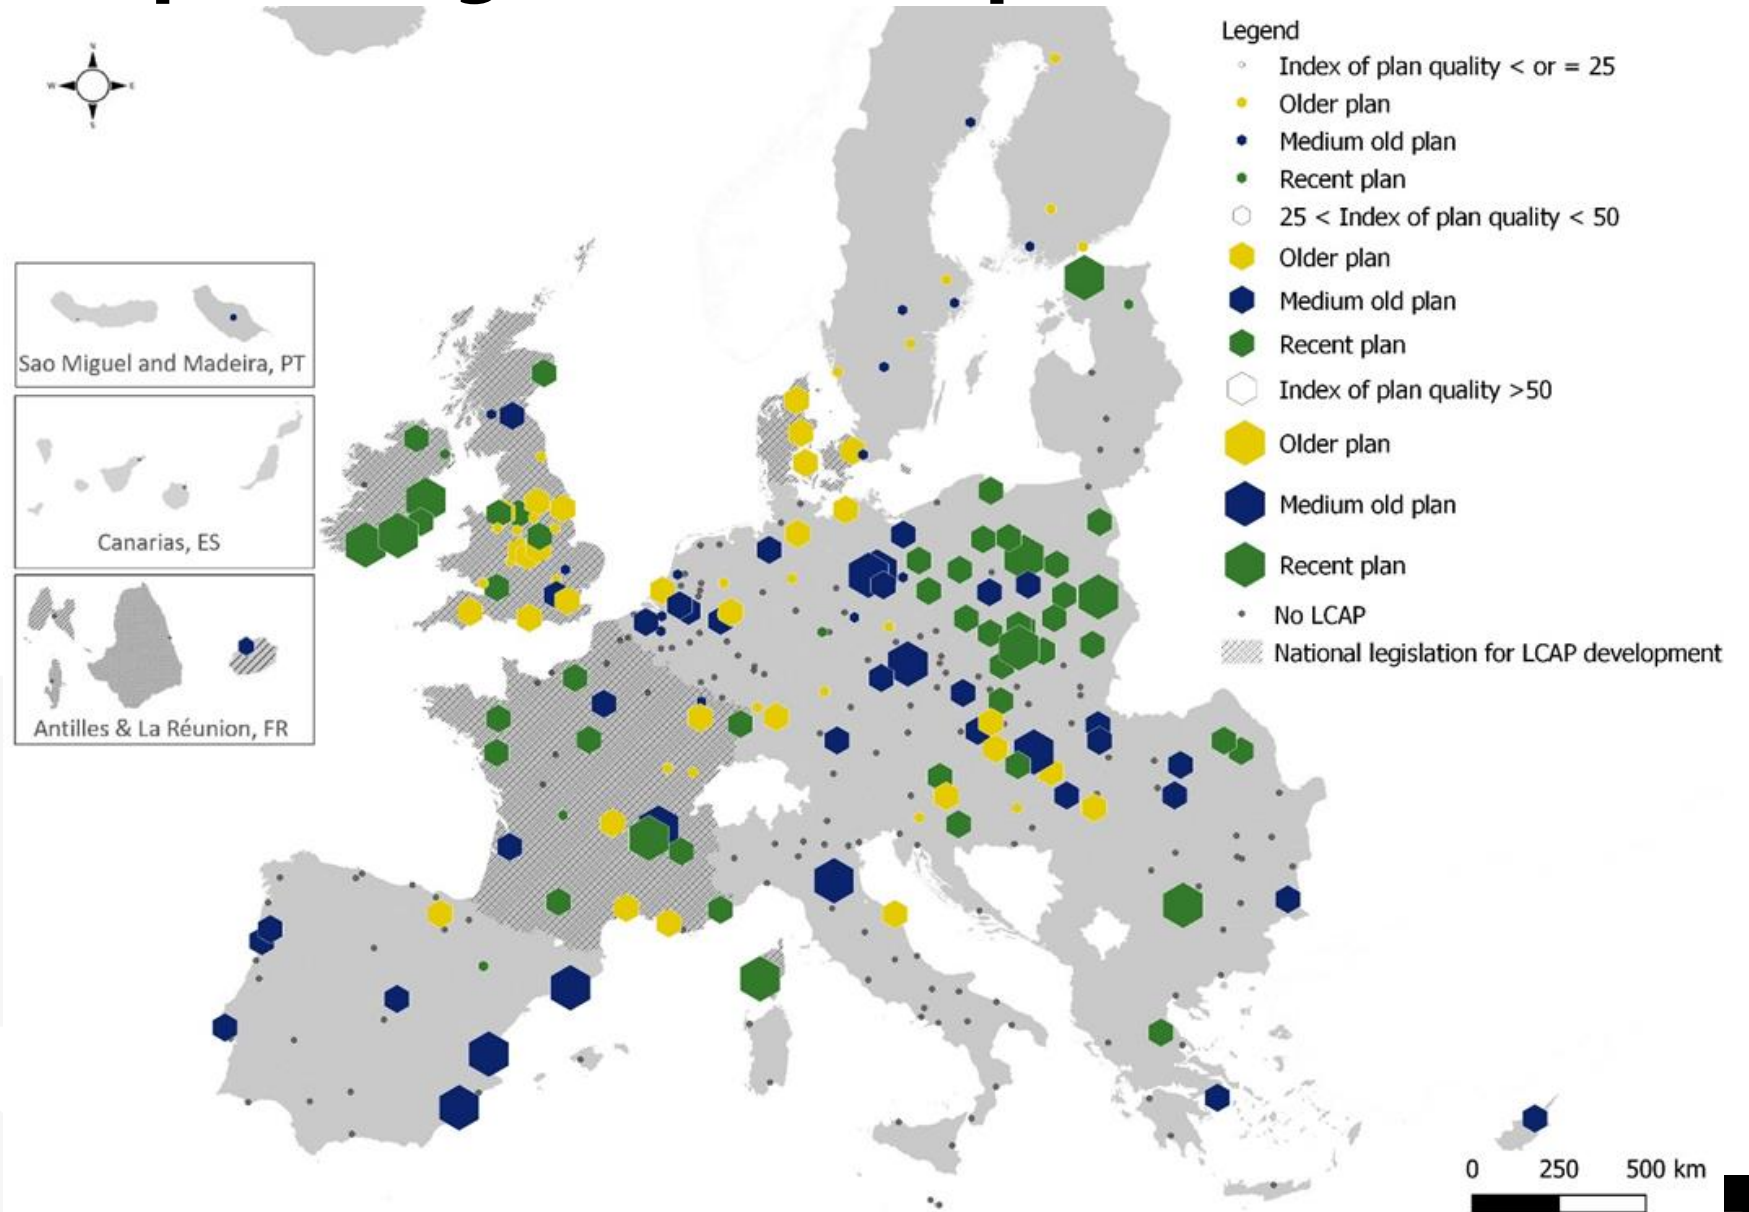 N
W
E
S
Legend
Index of plan quality < or = 25
Older plan
Medium old plan
Recent plan
25 < Index of plan quality < 50
Older plan
Medium old plan
Recent plan
Index of plan quality >50
Older plan
Medium old plan
Recent plan
No LCAP
National legislation for LCAP development
Sao Miguel and Madeira, PT
Canarias, ES
Antilles & La Réunion, FR
0 250 500 km